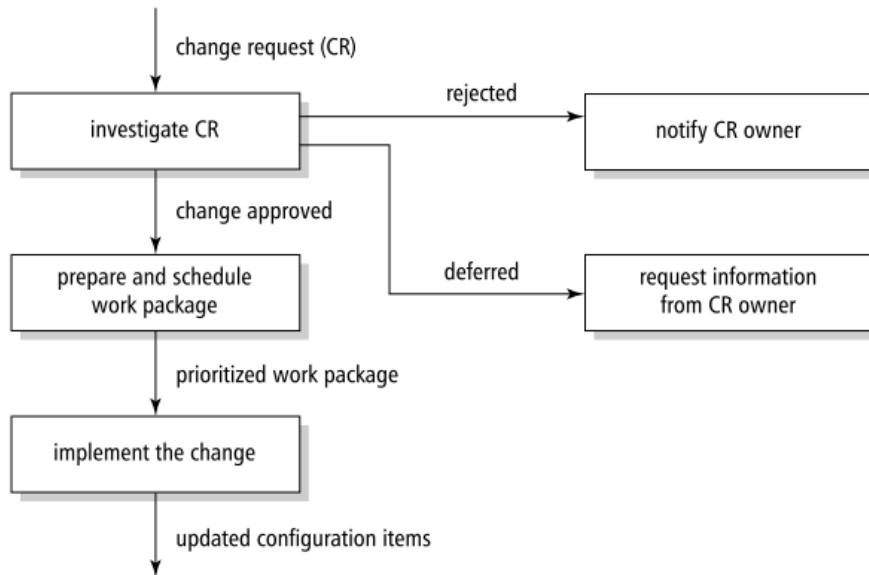 change request (CR)
rejected
investigate CR
notify CR owner
change approved
deferred
prepare and schedule
work package
request information
from CR owner
prioritized work package
implement the change
updated configuration items